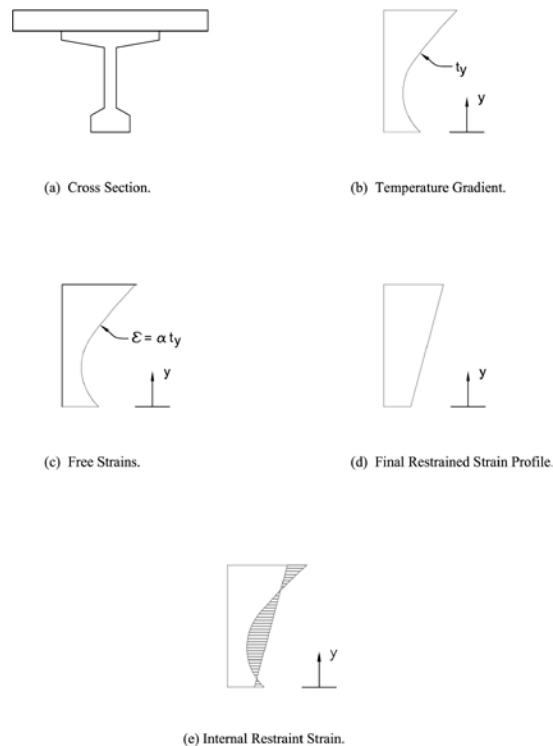 t_y
y
(a) Cross Section.
(b) Temperature Gradient.
ε = α t_y
y
y
(c) Free Strains.
(d) Final Restrained Strain Profile.
y
(e) Internal Restraint Strain.